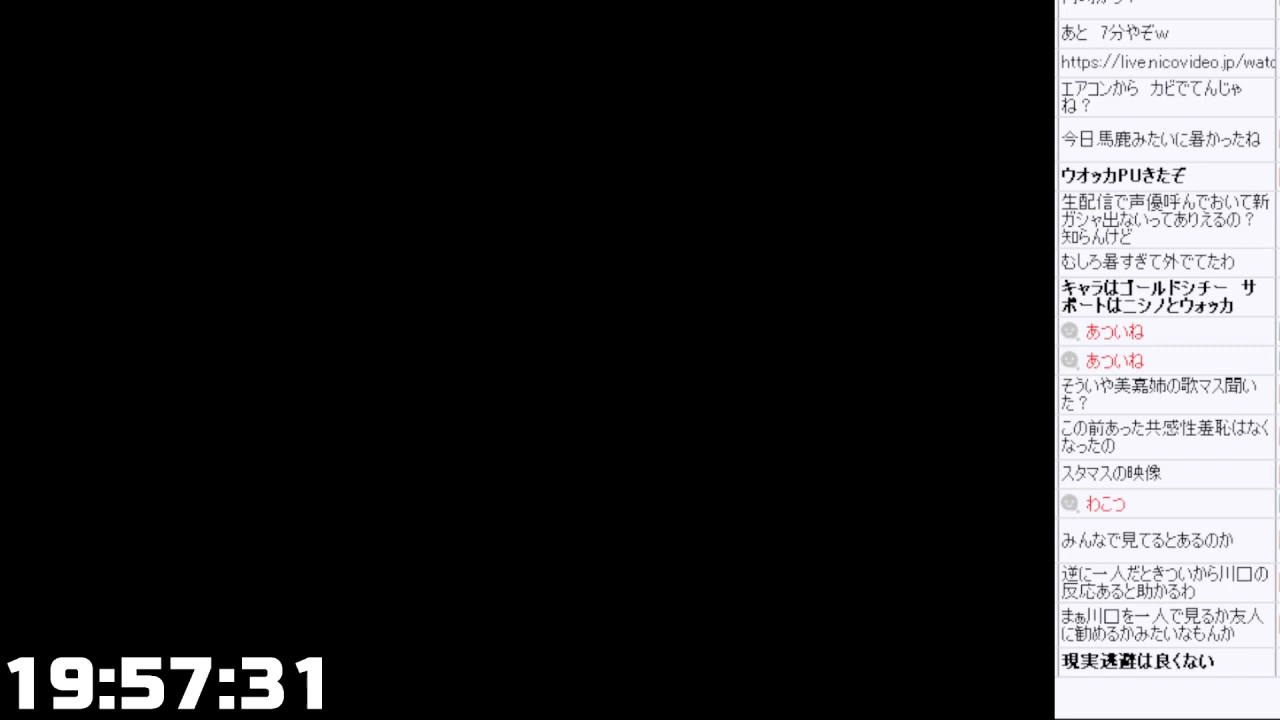 あと　7分やぞｗ
https://live.nicovideo.jp/watc
エアコンから　カビでてんじゃ
ね？
今日馬鹿みたいに暑かったね
ウオッカPUきたぞ
生配信で声優呼んでおいて新
ガシャ出ないってありえるの？
知らんけど
むしろ暑すぎて外でてたわ
キャラはゴールドシチー　サ
ポートはニシノとウォッカ
あついね
あついね
そういや美嘉姉の歌マス聞い
た？
この前あった共感性羞恥はなく
なったの
スタマスの映像
わこつ
みんなで見てるとあるのか
逆に一人だときついから川口の
反応あると助かるわ
まぁ川口を一人で見るか友人
に勧めるかみたいなもんか
現実逃避は良くない
19:57:31